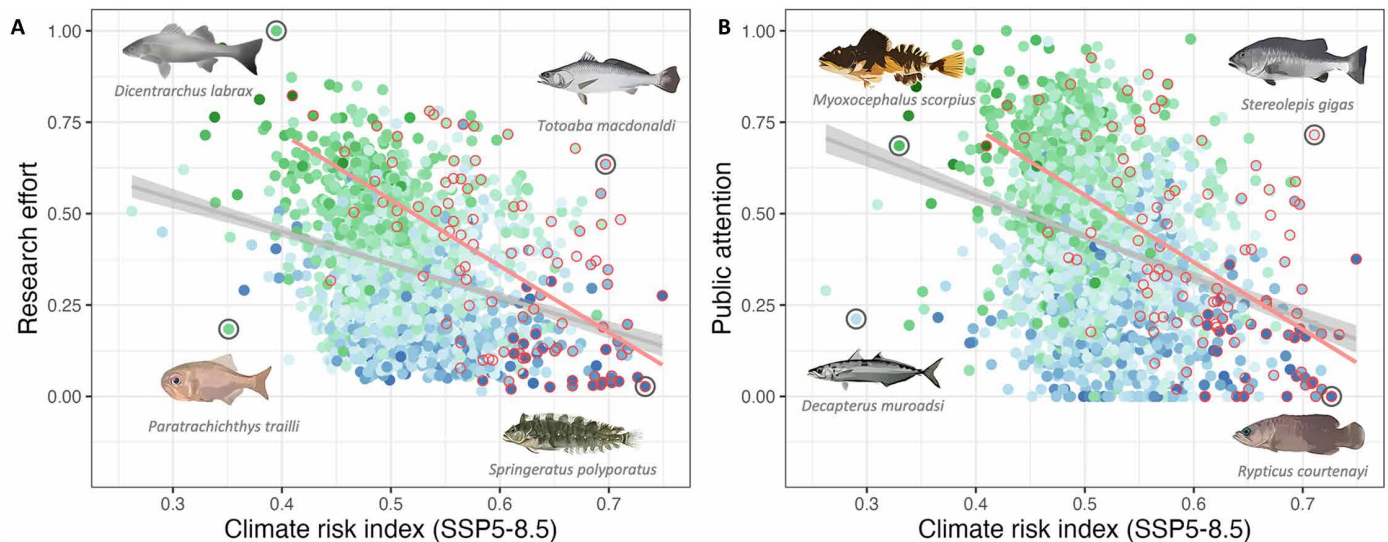 A
1.00
0.75
0.50
0.25
0.00
Research effort
Dicentrarchus labrax
Totoaba macdonaldi
Paratrachichthys trailli
Springeratus polyporatus
0.3 0.4 0.5 0.6 0.7
Climate risk index (SSP5-8.5)
B
1.00
0.75
0.50
0.25
0.00
Public attention
Myoxocephalus scorpius
Stereolepis gigas
Decapterus muroadsi
Rypticus courtenayi
0.3 0.4 0.5 0.6 0.7
Climate risk index (SSP5-8.5)